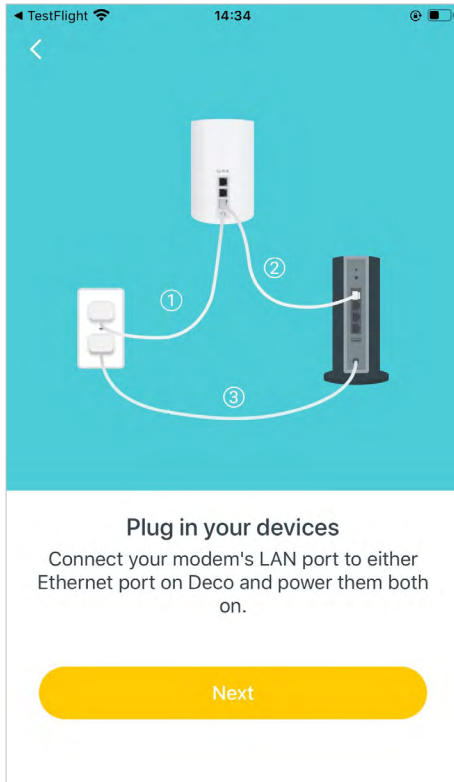 TestFlight 14:34
①
②
③
Plug in your devices
Connect your modem's LAN port to either
Ethernet port on Deco and power them both
on.
Next